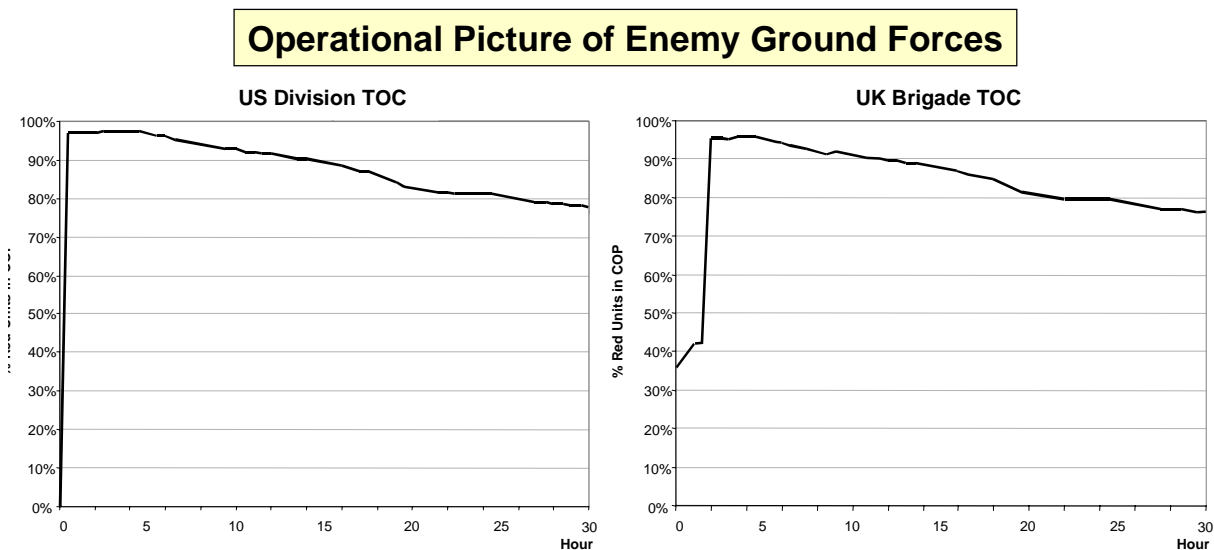 Operational Picture of Enemy Ground Forces
US Division TOC
100%
90%
80%
70%
60%
50%
40%
30%
20%
10%
0%
0 5 10 15 20 25 30
Hour
UK Brigade TOC
% Red Units in COP
100%
90%
80%
70%
60%
50%
40%
30%
20%
10%
0%
0 5 10 15 20 25 30
Hour